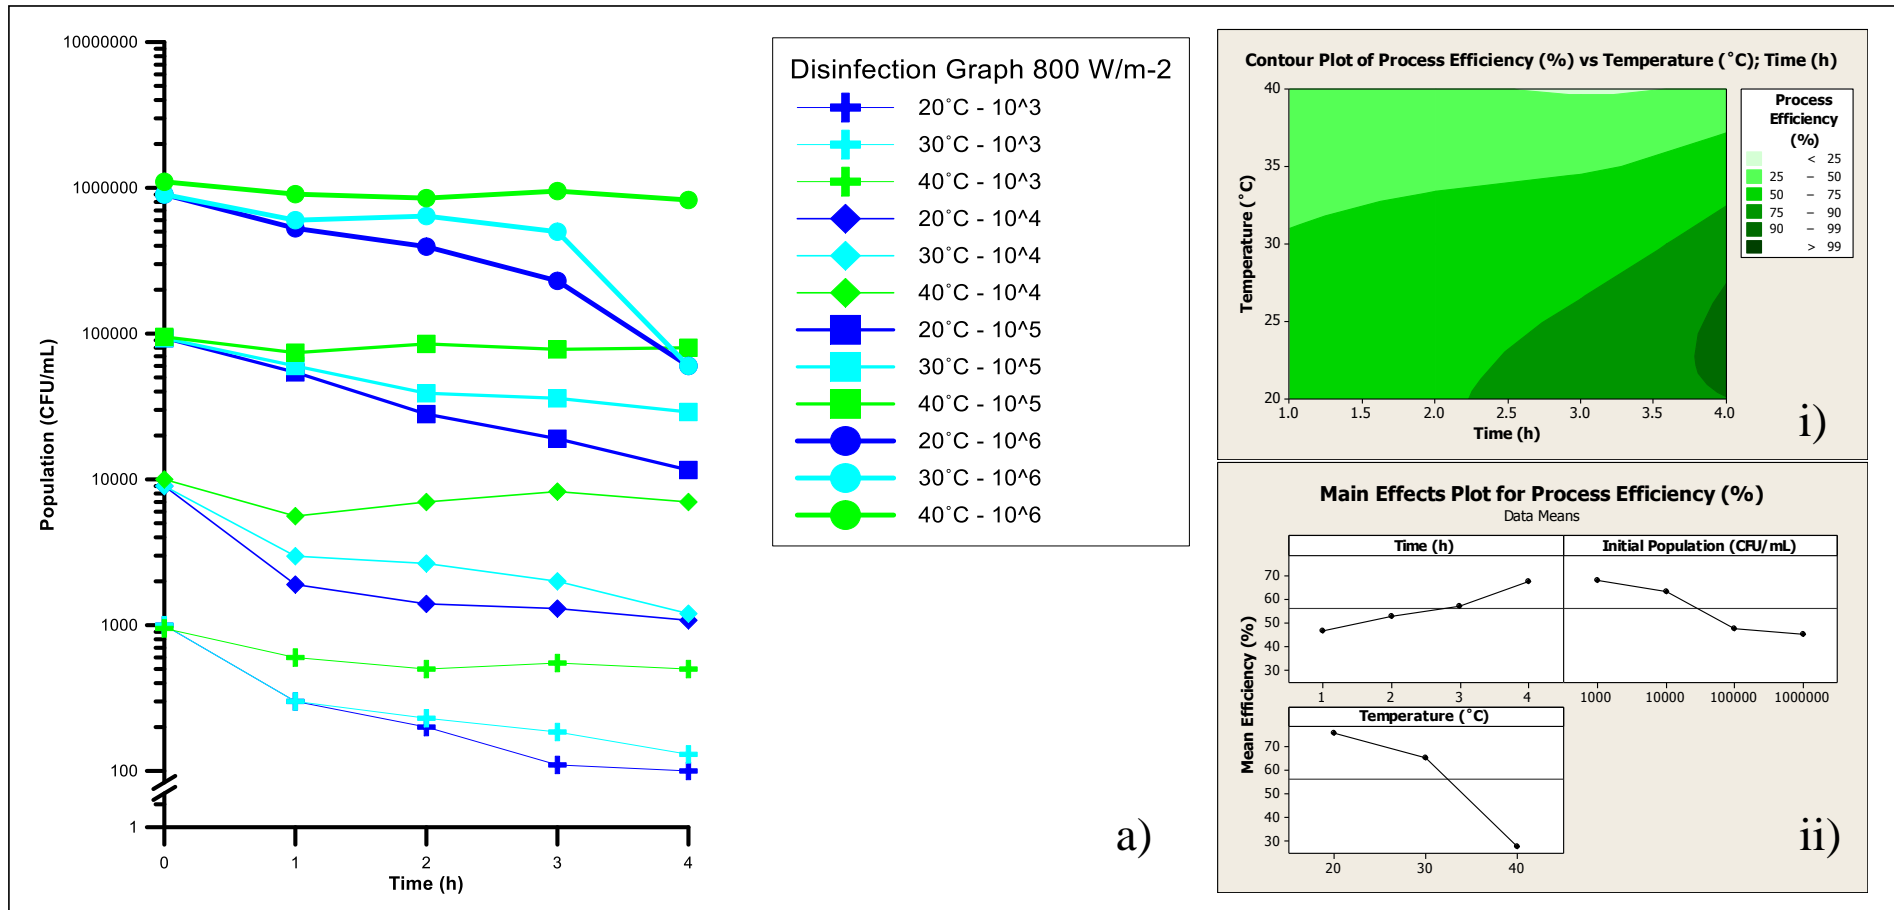 10000000
1000000
100000
10000
1000
100
1
Population (CFU/mL)
0 1 2 3 4
Time (h)
Disinfection Graph 800 W/m-2
20˚C - 10^3
30˚C - 10^3
40˚C - 10^3
20˚C - 10^4
30˚C - 10^4
40˚C - 10^4
20˚C - 10^5
30˚C - 10^5
40˚C - 10^5
20˚C - 10^6
30˚C - 10^6
40˚C - 10^6
a)
Contour Plot of Process Efficiency (%) vs Temperature (˚C); Time (h)
40
35
30
25
20
Temperature (˚C)
1.0 1.5 2.0 2.5 3.0 3.5 4.0
Time (h)
Process
Efficiency
(%)
< 25
25 – 50
50 – 75
75 – 90
90 – 99
> 99
i)
Main Effects Plot for Process Efficiency (%)
Data Means
Mean Efficiency (%)
Time (h) Initial Population (CFU/mL)
70
60
50
40
30
1 2 3 4 1000 10000 100000 1000000
Temperature (˚C)
70
60
50
40
30
20 30 40
ii)